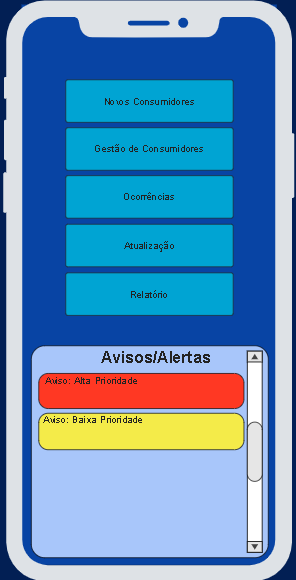 Novos Consumidores
Gestão de Consumidores
Ocorrências
Atualização
Relatório
Avisos/Alertas
Aviso: Alta Prioridade
Aviso: Baixa Prioridade